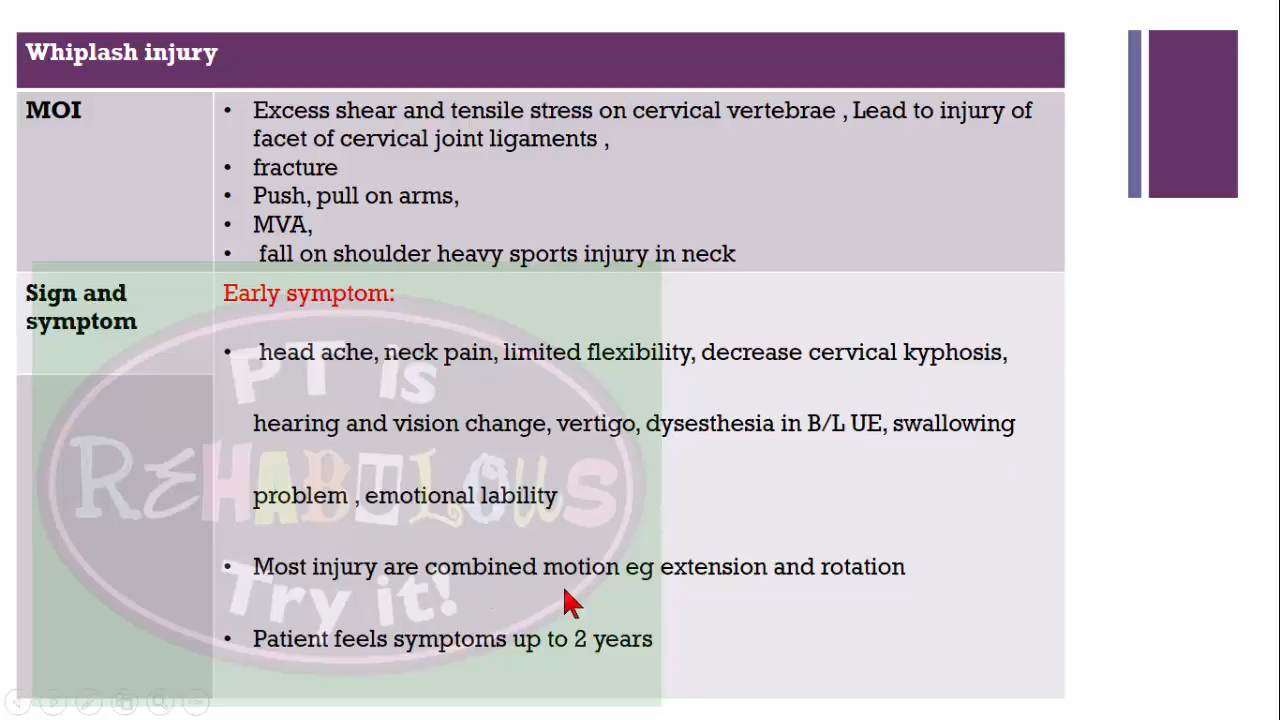 Whiplash injury
MOI
• Excess shear and tensile stress on cervical vertebrae , Lead to injury of
facet of cervical joint ligaments ,
• fracture
• Push, pull on arms,
• MVA,
• fall on shoulder heavy sports injury in neck
Sign and
symptom
Early symptom:
• head ache, neck pain, limited flexibility, decrease cervical kyphosis,
hearing and vision change, vertigo, dysesthesia in B/L UE, swallowing
problem , emotional lability
• Most injury are combined motion eg extension and rotation
• Patient feels symptoms up to 2 years
PT is
REHABULOUS
Try it!